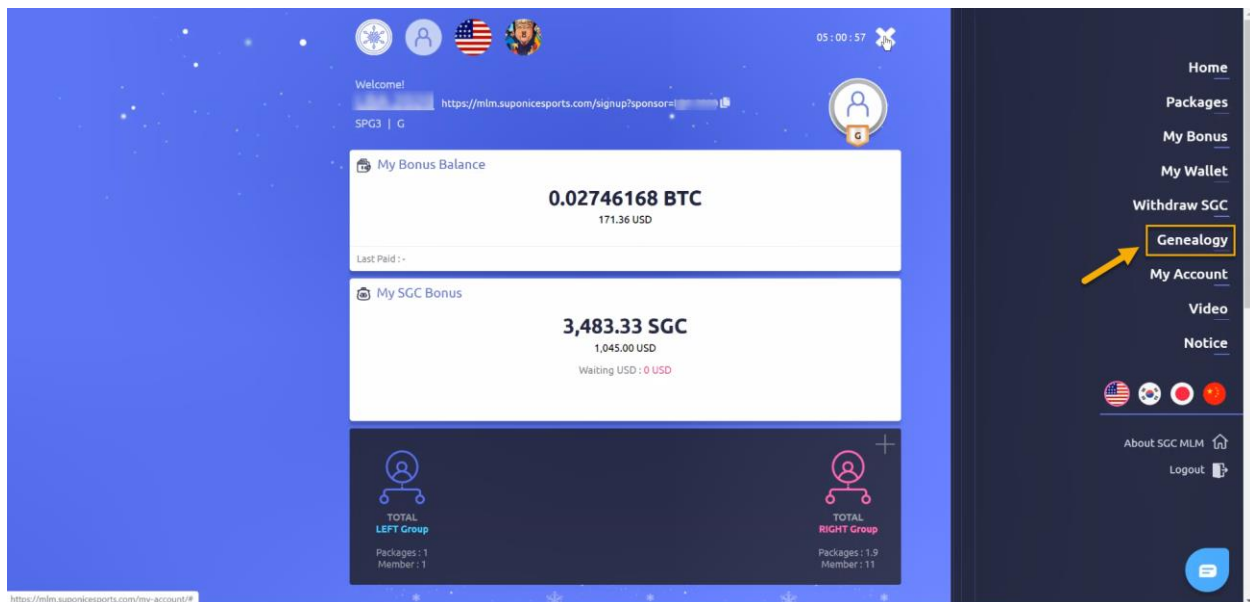 05 : 00 : 57
Welcome!
https://mlm.suponicesports.com/signup?sponsor=
SPG3 | G
G
My Bonus Balance
0.02746168 BTC
171.36 USD
Last Paid : -
My SGC Bonus
3,483.33 SGC
1,045.00 USD
Waiting USD : 0 USD
TOTAL
LEFT Group
Packages : 1
Member : 1
TOTAL
RIGHT Group
Packages : 1.9
Member : 11
Home
Packages
My Bonus
My Wallet
Withdraw SGC
Genealogy
My Account
Video
Notice
About SGC MLM
Logout
https://mlm.suponicesports.com/my-account/#